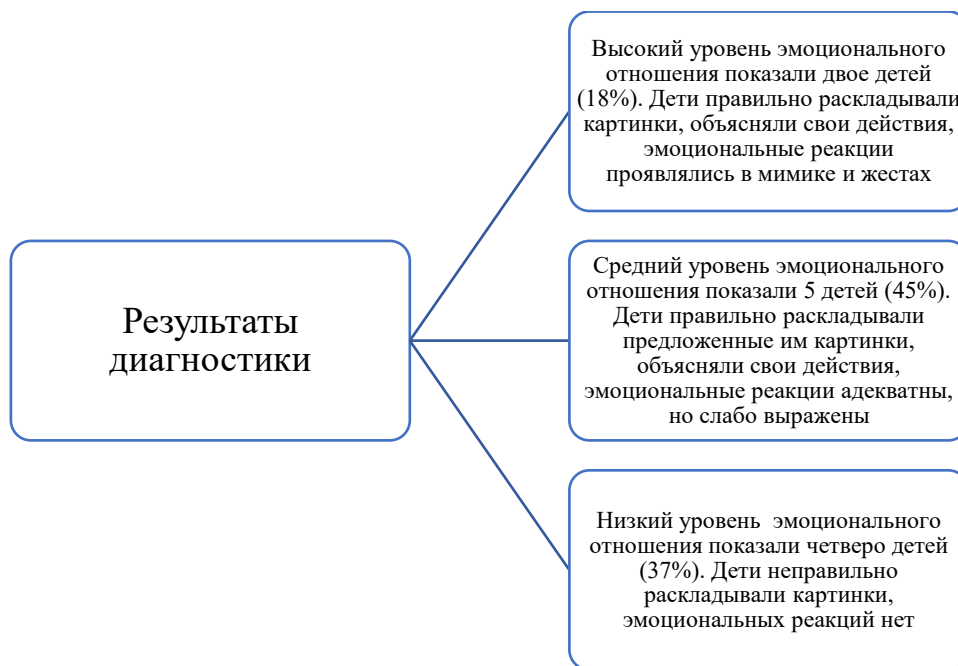 Высокий уровень эмоционального
отношения показали двое детей
(18%). Дети правильно раскладывали
картинки, объясняли свои действия,
эмоциональные реакции
проявлялись в мимике и жестах
Результаты
диагностики
Средний уровень эмоционального
отношения показали 5 детей (45%).
Дети правильно раскладывали
предложенные им картинки,
объясняли свои действия,
эмоциональные реакции адекватны,
но слабо выражены
Низкий уровень  эмоционального
отношения показали четверо детей
(37%). Дети неправильно
раскладывали картинки,
эмоциональных реакций нет